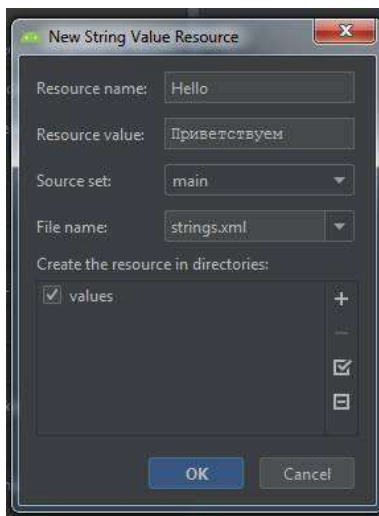 New String Value Resource
Resource name: Hello
Resource value: Приветствуем
Source set: main
File name: strings.xml
Create the resource in directories:
values
OK Cancel